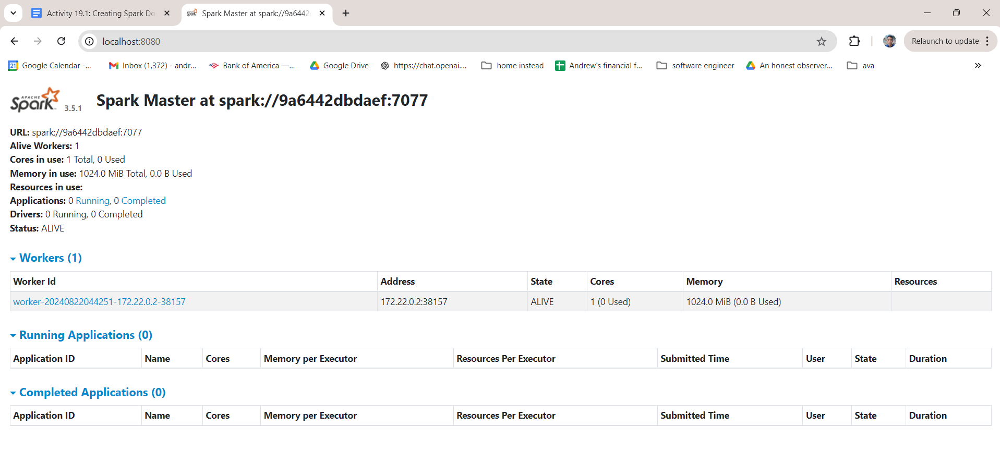 Activity 19.1: Creating Spark Do
Spark Master at spark://9a6442
localhost:8080
Relaunch to update
21 Google Calendar -...
Inbox (1,372) - andr...
Bank of America —...
Google Drive
https://chat.openai....
home instead
Andrew's financial f...
software engineer
An honest observer...
ava
APACHE Spark 3.5.1
Spark Master at spark://9a6442dbdaef:7077
URL: spark://9a6442dbdaef:7077
Alive Workers: 1
Cores in use: 1 Total, 0 Used
Memory in use: 1024.0 MiB Total, 0.0 B Used
Resources in use:
Applications: 0 Running, 0 Completed
Drivers: 0 Running, 0 Completed
Status: ALIVE
Workers (1)
Worker Id Address State Cores Memory Resources
worker-20240822044251-172.22.0.2-38157 172.22.0.2:38157 ALIVE 1 (0 Used) 1024.0 MiB (0.0 B Used)
Running Applications (0)
Application ID Name Cores Memory per Executor Resources Per Executor Submitted Time User State Duration
Completed Applications (0)
Application ID Name Cores Memory per Executor Resources Per Executor Submitted Time User State Duration